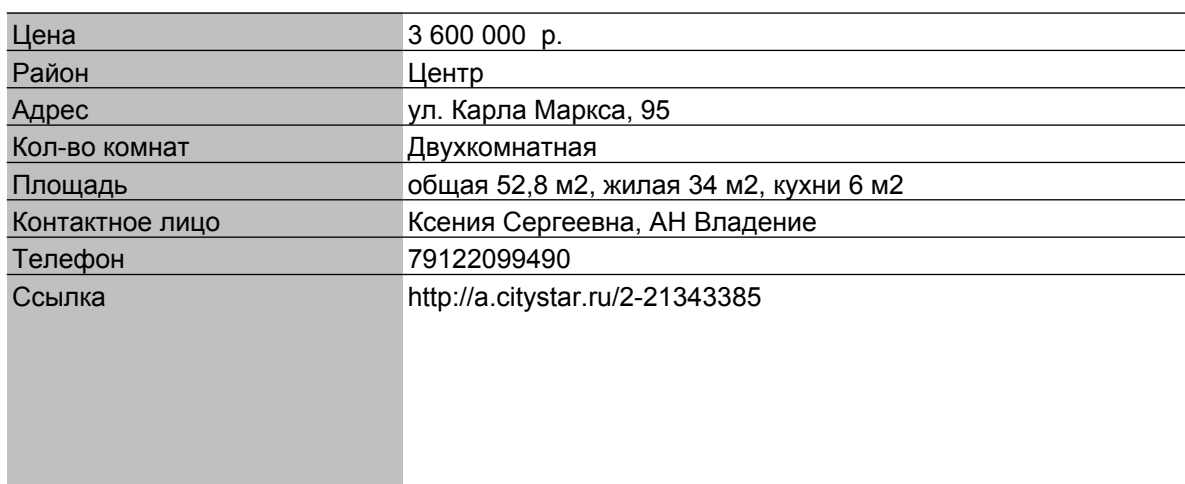 Цена 3 600 000 р.
Район Центр
Адрес ул. Карла Маркса, 95
Кол-во комнат Двухкомнатная
Площадь общая 52,8 м2, жилая 34 м2, кухни 6 м2
Контактное лицо Ксения Сергеевна, АН Владение
Телефон 79122099490
Ссылка http://a.citystar.ru/2-21343385